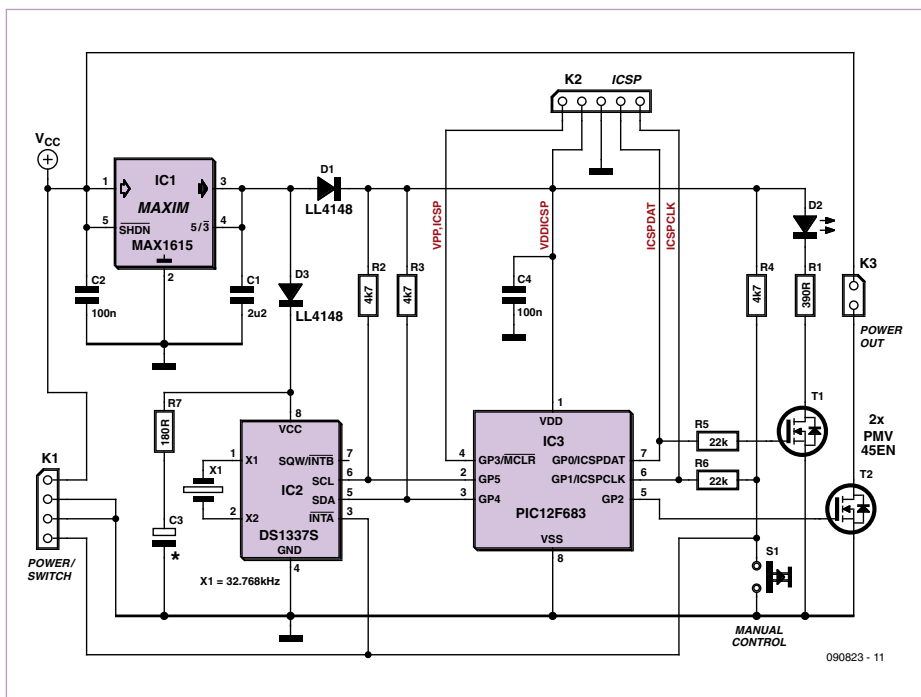 K2
ICSP
VCC
1
IC1
3
MAXIM
5
SHDN
5/3
4
MAX1615
2
D1
LL4148
C2
100n
C1
2u2
D3
LL4148
R2
4k7
R3
4k7
VPP,ICSP
VDDICSP
ICSPDAT
ICSPCLK
C4
100n
R4
4k7
D2
R1
390R
K3
POWER
OUT
R7
180R
8
VCC
1
X1
SQW/INTB
7
X1
IC2
SCL
6
SDA
5
2
X2
INTA
3
DS1337S
GND
4
X1 = 32.768kHz
C3
*
K1
POWER/
SWITCH
1
VDD
IC3
4
GP3/MCLR
GP0/ICSPDAT
7
2
GP5
GP1/ICSPCLK
6
3
GP4
GP2
5
PIC12F683
VSS
8
R5
22k
R6
22k
T1
2x
PMV
45EN
T2
S1
MANUAL
CONTROL
090823 - 11